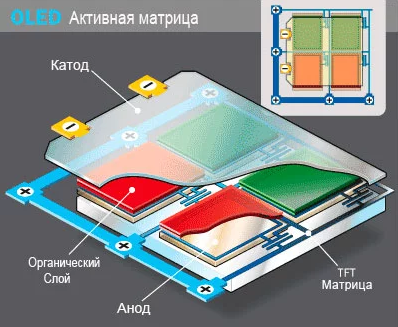 OLED Активная матрица
Катод
Органический
Слой
Анод
TFT
Матрица